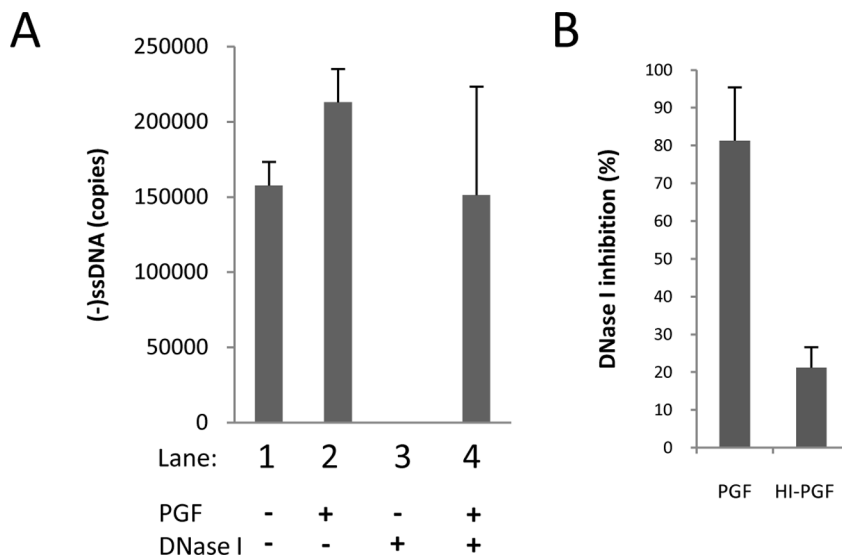 A
B
(-)ssDNA (copies)
250000
200000
150000
100000
50000
0
Lane: 1 2 3 4
PGF - + - +
DNase I - - + +
DNase I inhibition (%)
100
90
80
70
60
50
40
30
20
10
0
PGF HI-PGF